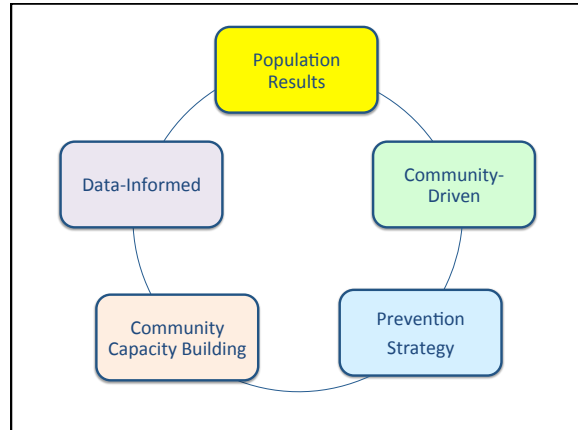 Population
Results
Community-
Driven
Prevention
Strategy
Community
Capacity Building
Data-Informed